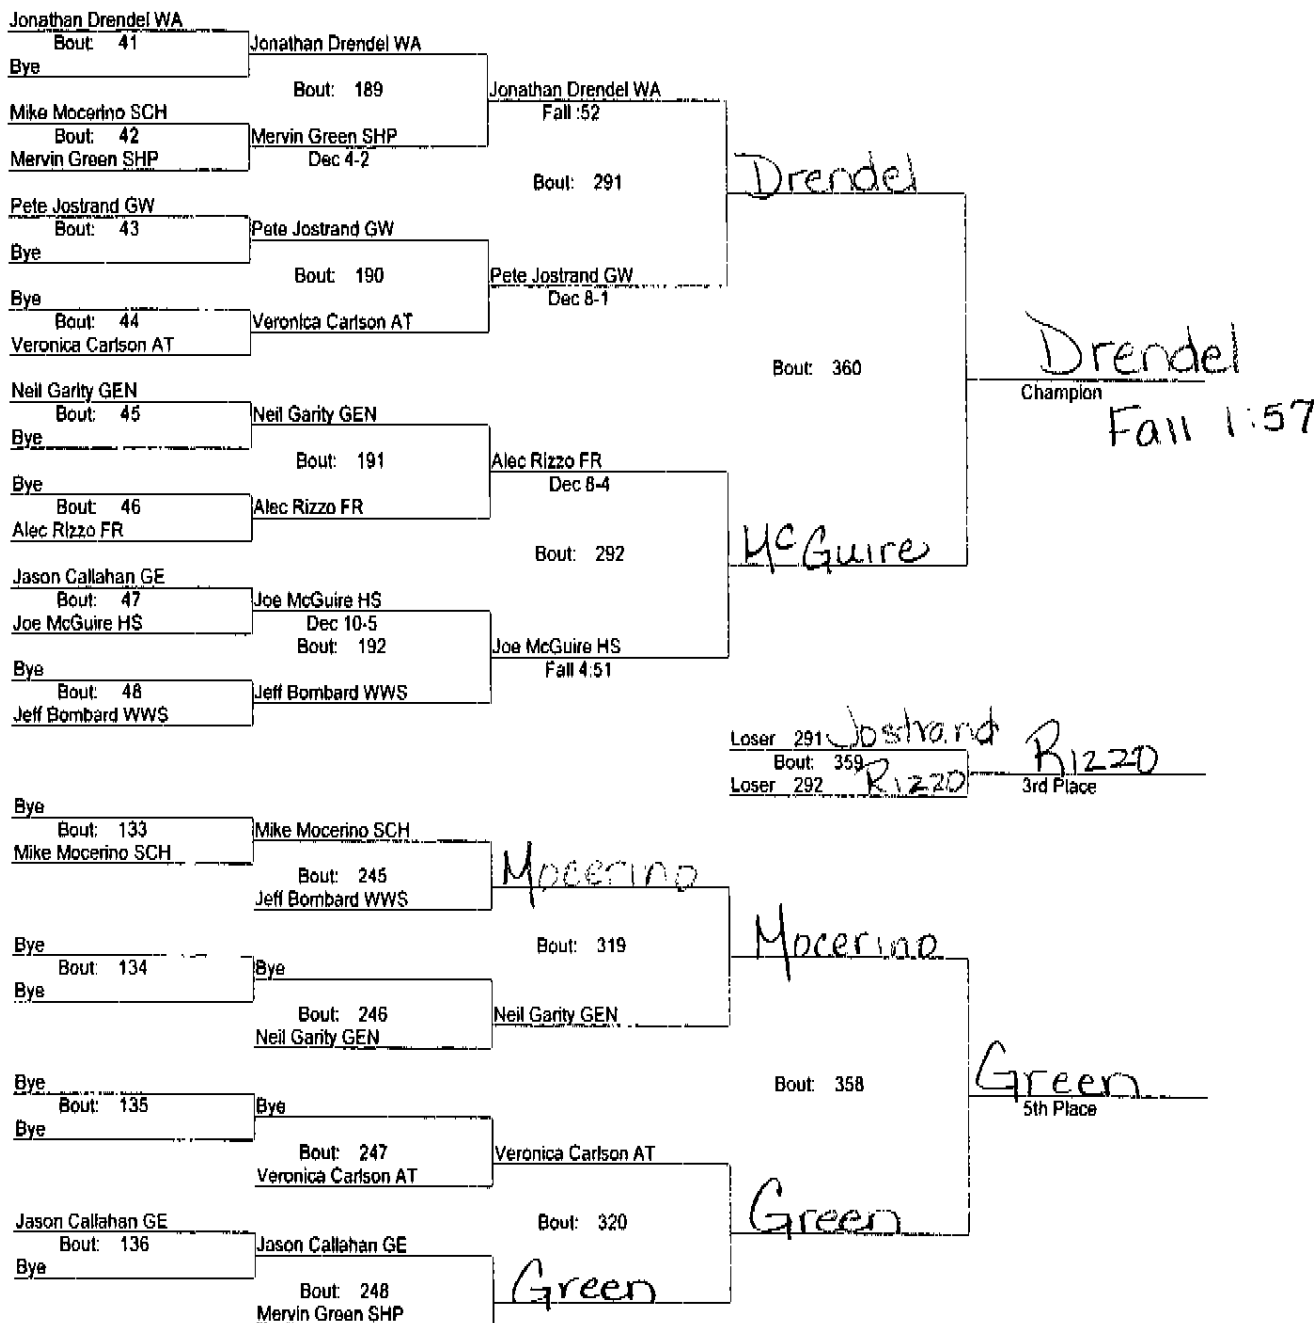 Jonathan Drendel WA
Bout: 41
Bye
Jonathan Drendel WA
Bout: 189
Jonathan Drendel WA
Fall :52
Mike Mocerino SCH
Bout: 42
Mervin Green SHP
Mervin Green SHP
Dec 4-2
Bout: 291
Drendel
Pete Jostrand GW
Bout: 43
Bye
Pete Jostrand GW
Bout: 190
Pete Jostrand GW
Dec 8-1
Bye
Bout: 44
Veronica Carlson AT
Veronica Carlson AT
Bout: 360
Drendel
Champion
Fall 1:57
Neil Garity GEN
Bout: 45
Bye
Neil Garity GEN
Bout: 191
Alec Rizzo FR
Dec 8-4
Bye
Bout: 46
Alec Rizzo FR
Alec Rizzo FR
Bout: 292
McGuire
Jason Callahan GE
Bout: 47
Joe McGuire HS
Joe McGuire HS
Dec 10-5
Bout: 192
Joe McGuire HS
Fall 4:51
Bye
Bout: 48
Jeff Bombard WWS
Jeff Bombard WWS
Loser 291 Jostrand
Bout: 359
Loser 292 Rizzo
Rizzo
3rd Place
Bye
Bout: 133
Mike Mocerino SCH
Mike Mocerino SCH
Bout: 245
Jeff Bombard WWS
Mocerino
Bye
Bout: 134
Bye
Bye
Bout: 246
Neil Garity GEN
Neil Garity GEN
Bout: 319
Mocerino
Bye
Bout: 135
Bye
Bye
Bout: 247
Veronica Carlson AT
Veronica Carlson AT
Bout: 358
Green
5th Place
Jason Callahan GE
Bout: 136
Bye
Jason Callahan GE
Bout: 248
Mervin Green SHP
Green
Bout: 320
Green